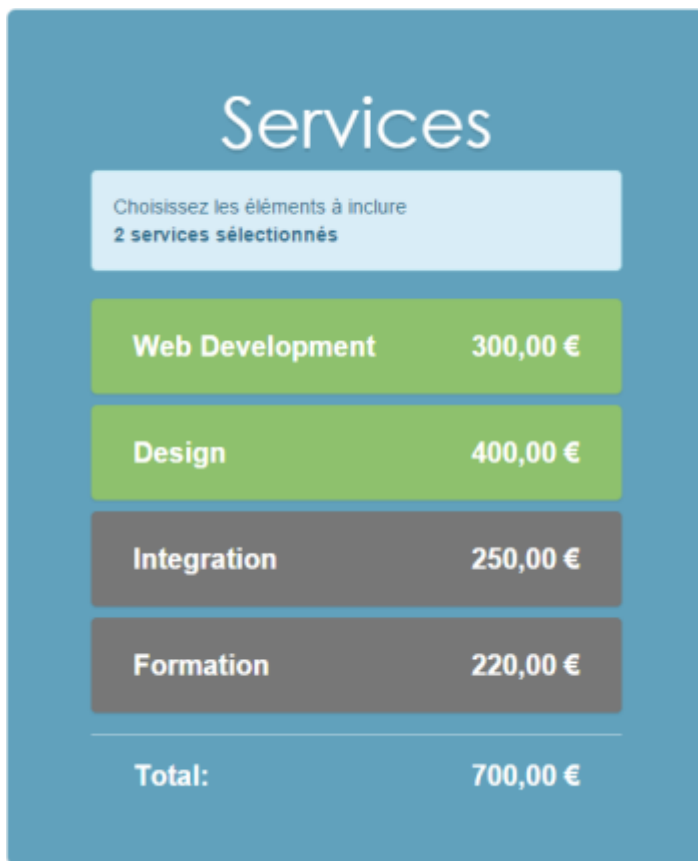 Services
Choisissez les éléments à inclure
2 services sélectionnés
Web Development 300,00 €
Design 400,00 €
Integration 250,00 €
Formation 220,00 €
Total: 700,00 €